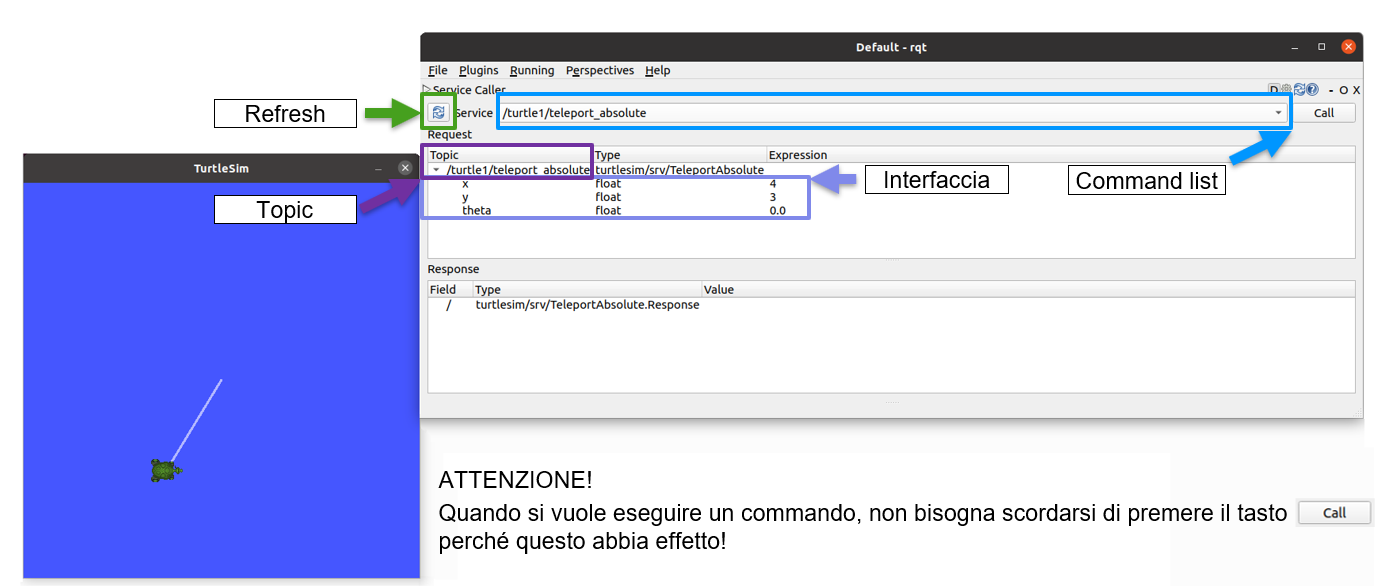 Default - rqt
File Plugins Running Perspectives Help
Service Caller
D - O X
Refresh
Service /turtle1/teleport_absolute Call
Request
Topic Type Expression
/turtle1/teleport_absolute turtlesim/srv/TeleportAbsolute
x float 4
y float 3
theta float 0.0
TurtleSim
Topic
Interfaccia
Command list
Response
Field Type Value
/ turtlesim/srv/TeleportAbsolute.Response
ATTENZIONE!
Quando si vuole eseguire un commando, non bisogna scordarsi di premere il tasto Call
perché questo abbia effetto!